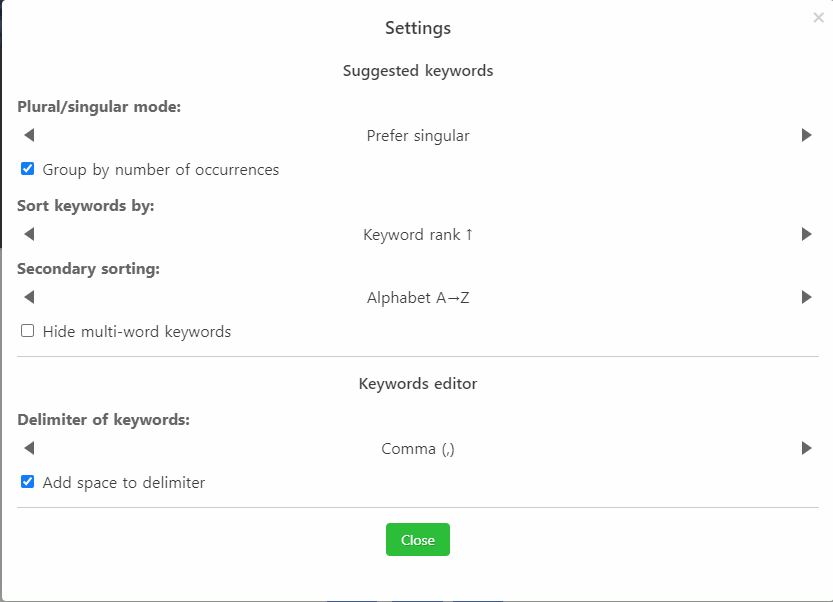 Settings
Suggested keywords
Plural/singular mode:
Prefer singular
Group by number of occurrences
Sort keywords by:
Keyword rank ↑
Secondary sorting:
Alphabet A→Z
Hide multi-word keywords
Keywords editor
Delimiter of keywords:
Comma (,)
Add space to delimiter
Close